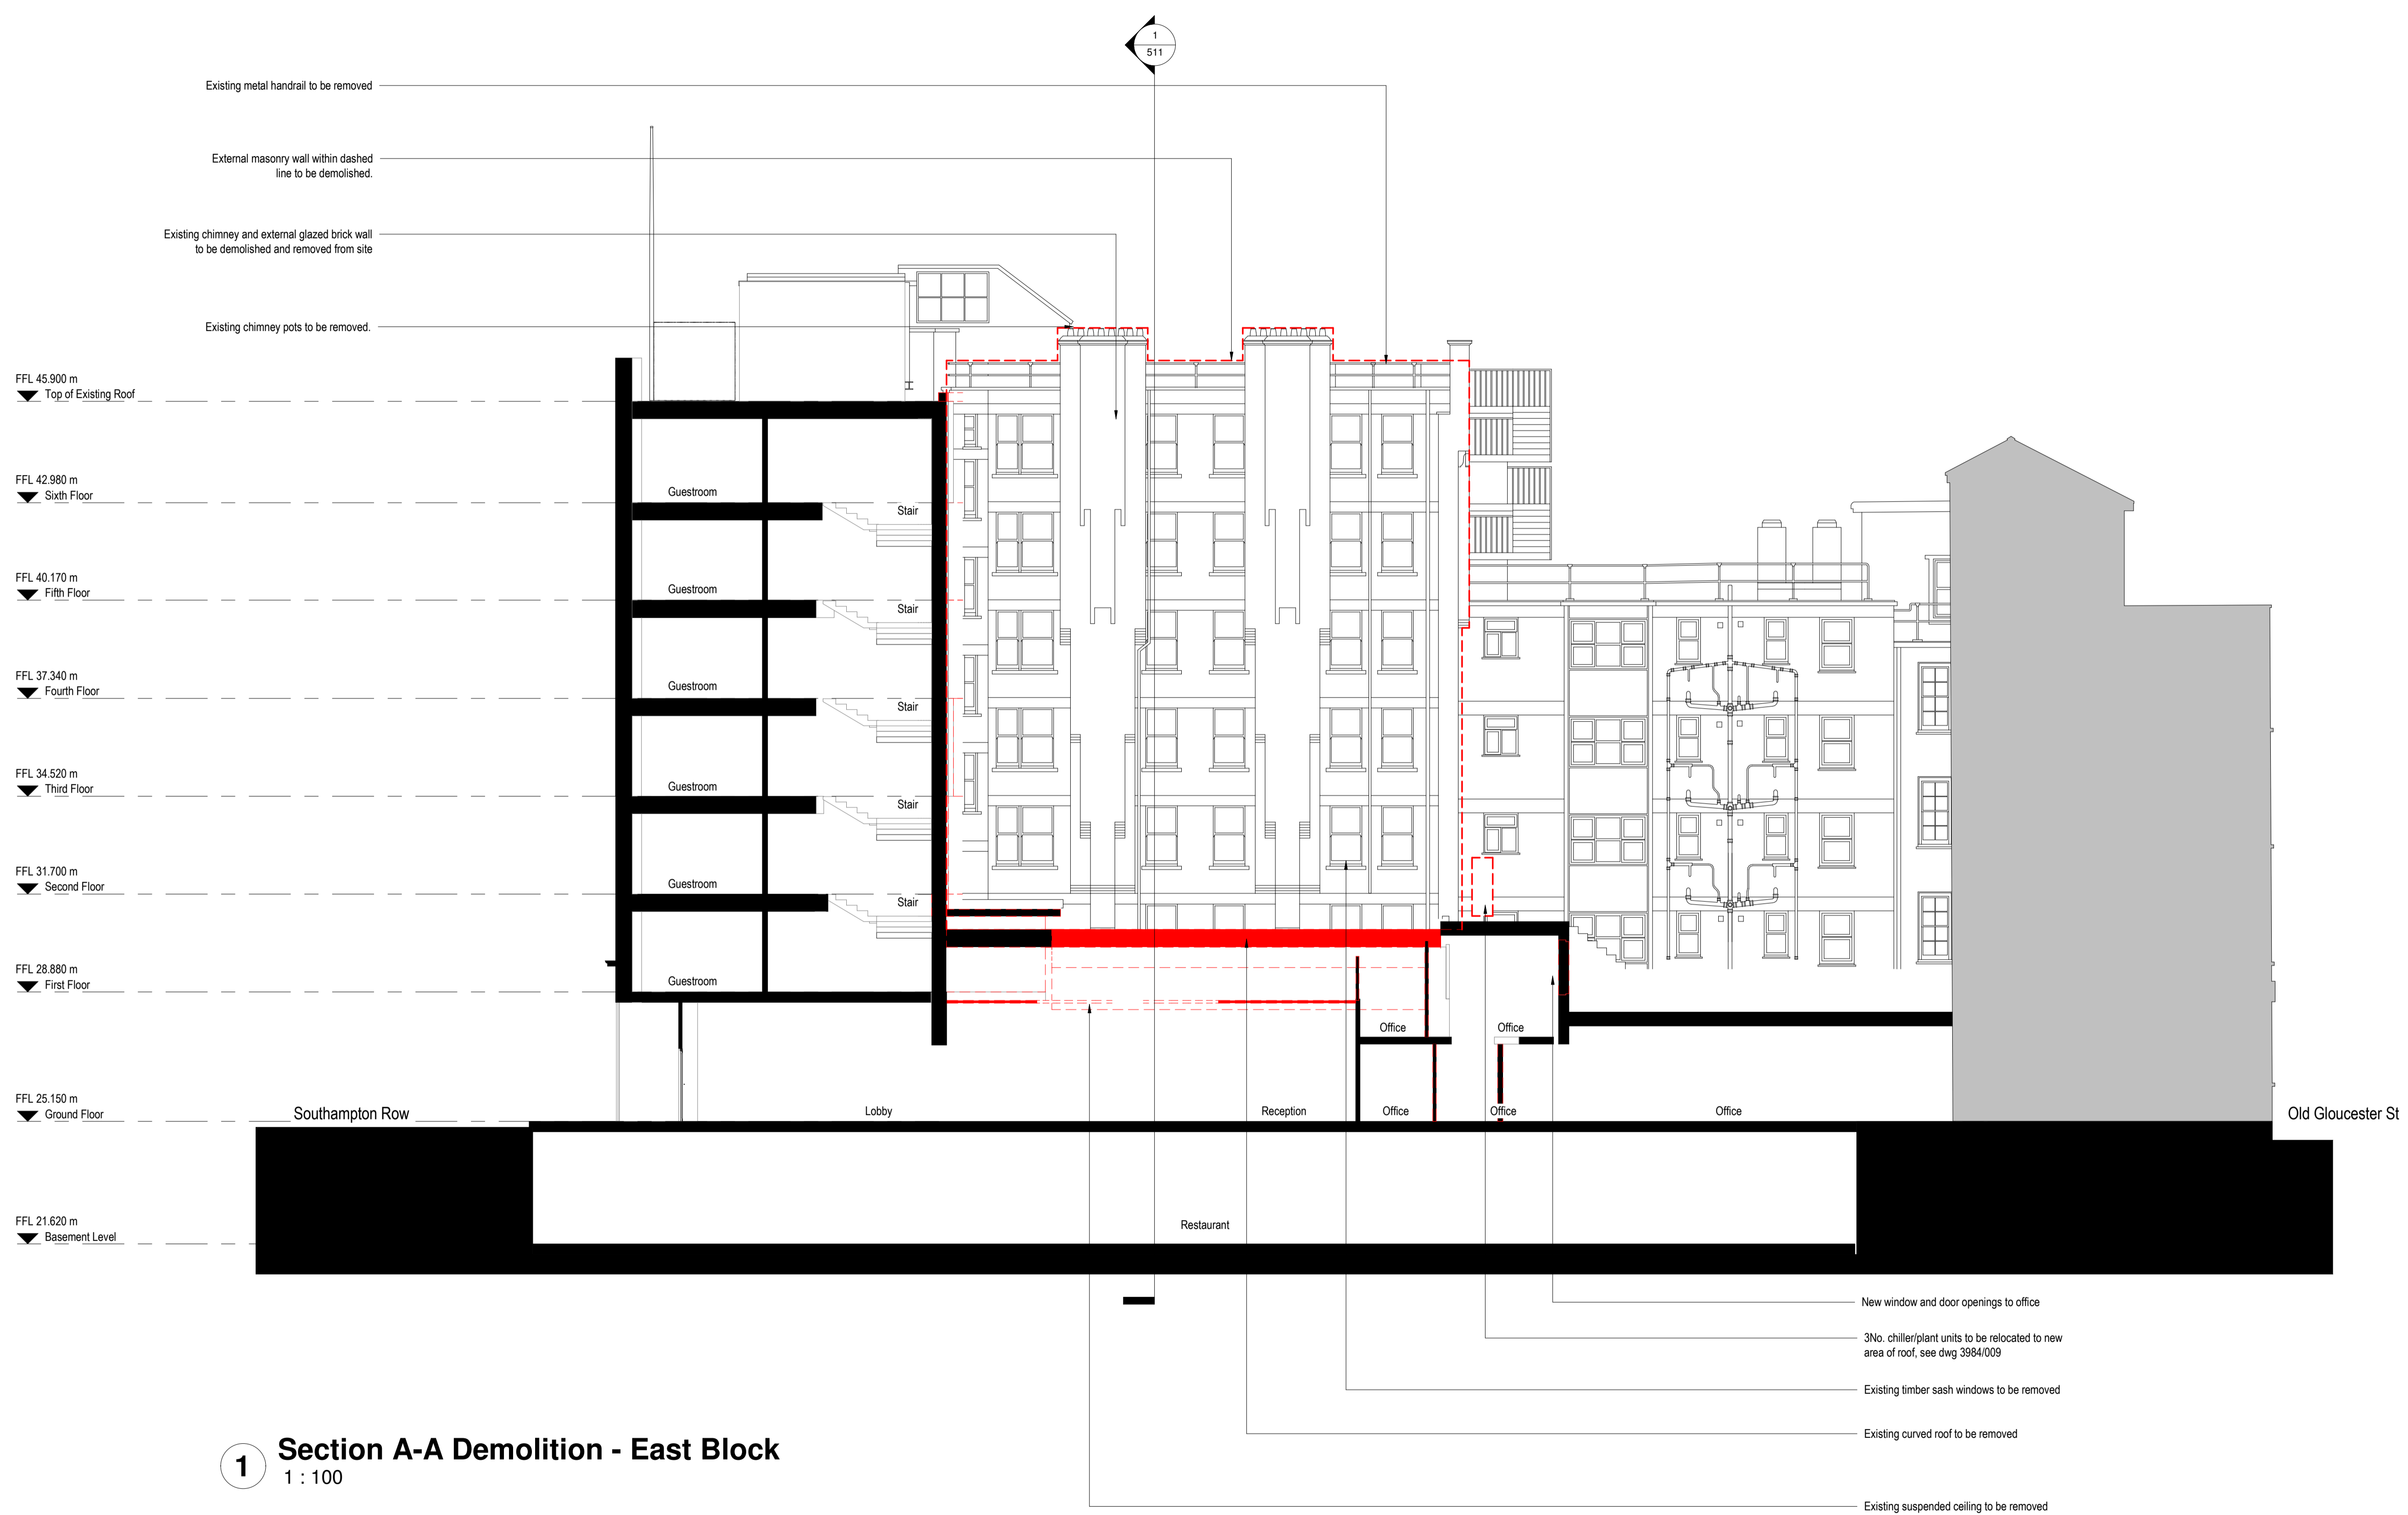 1
511
Existing metal handrail to be removed
External masonry wall within dashed
line to be demolished.
Existing chimney and external glazed brick wall
to be demolished and removed from site
Existing chimney pots to be removed.
FFL 45.900 m
Top of Existing Roof
FFL 42.980 m
Sixth Floor
Guestroom
Stair
FFL 40.170 m
Fifth Floor
Guestroom
Stair
FFL 37.340 m
Fourth Floor
Guestroom
Stair
FFL 34.520 m
Third Floor
Guestroom
Stair
FFL 31.700 m
Second Floor
Guestroom
Stair
FFL 28.880 m
First Floor
Guestroom
Office
Office
FFL 25.150 m
Ground Floor
Southampton Row
Lobby
Reception
Office
Office
Office
Old Gloucester St
FFL 21.620 m
Basement Level
Restaurant
New window and door openings to office
3No. chiller/plant units to be relocated to new
area of roof, see dwg 3984/009
Existing timber sash windows to be removed
Existing curved roof to be removed
Existing suspended ceiling to be removed
1
Section A-A Demolition - East Block
1 : 100